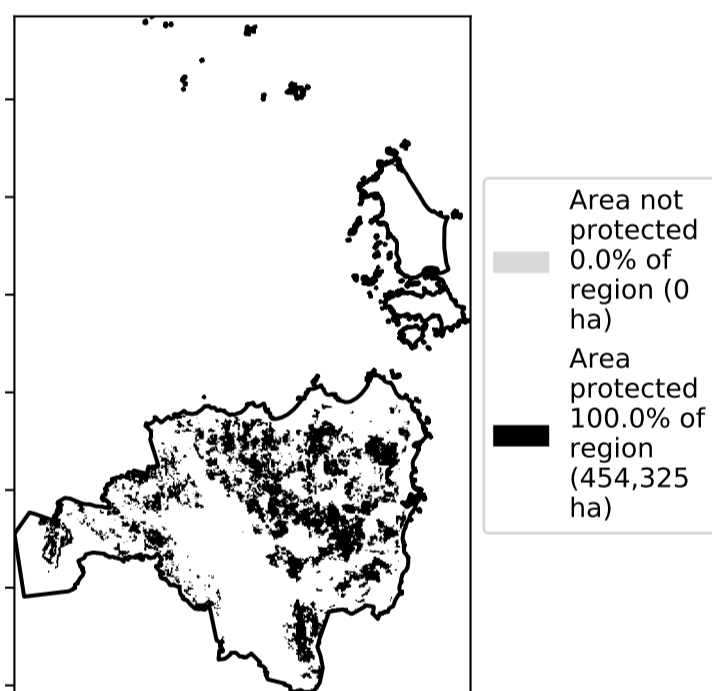 Area not
protected
0.0% of
region (0
ha)
Area
protected
100.0% of
region
(454,325
ha)